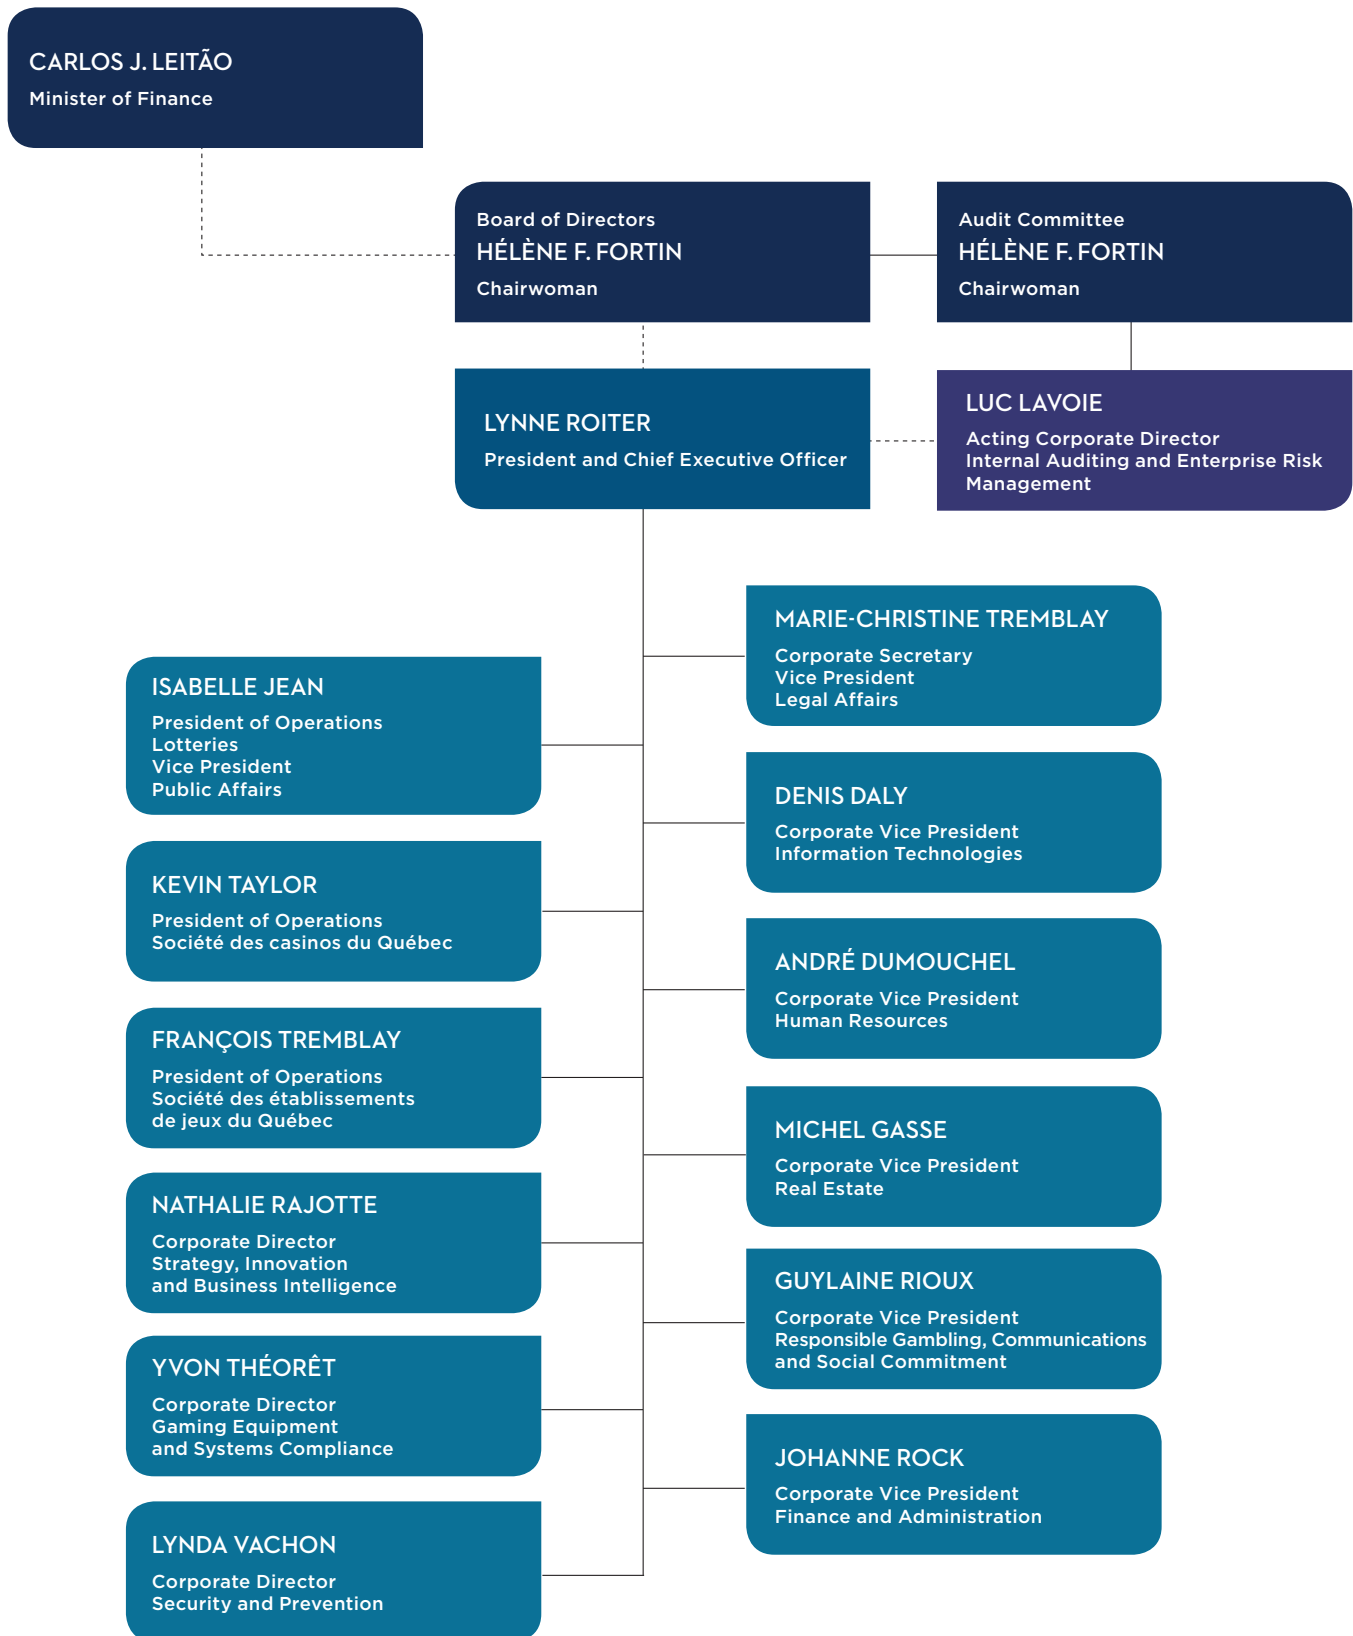 CARLOS J. LEITÃO
Minister of Finance
Board of Directors
HÉLÈNE F. FORTIN
Chairwoman
Audit Committee
HÉLÈNE F. FORTIN
Chairwoman
LYNNE ROITER
President and Chief Executive Officer
LUC LAVOIE
Acting Corporate Director
Internal Auditing and Enterprise Risk
Management
ISABELLE JEAN
President of Operations
Lotteries
Vice President
Public Affairs
KEVIN TAYLOR
President of Operations
Société des casinos du Québec
FRANÇOIS TREMBLAY
President of Operations
Société des établissements
de jeux du Québec
NATHALIE RAJOTTE
Corporate Director
Strategy, Innovation
and Business Intelligence
YVON THÉORÊT
Corporate Director
Gaming Equipment
and Systems Compliance
LYNDA VACHON
Corporate Director
Security and Prevention
MARIE-CHRISTINE TREMBLAY
Corporate Secretary
Vice President
Legal Affairs
DENIS DALY
Corporate Vice President
Information Technologies
ANDRÉ DUMOUCHEL
Corporate Vice President
Human Resources
MICHEL GASSE
Corporate Vice President
Real Estate
GUYLAINE RIOUX
Corporate Vice President
Responsible Gambling, Communications
and Social Commitment
JOHANNE ROCK
Corporate Vice President
Finance and Administration